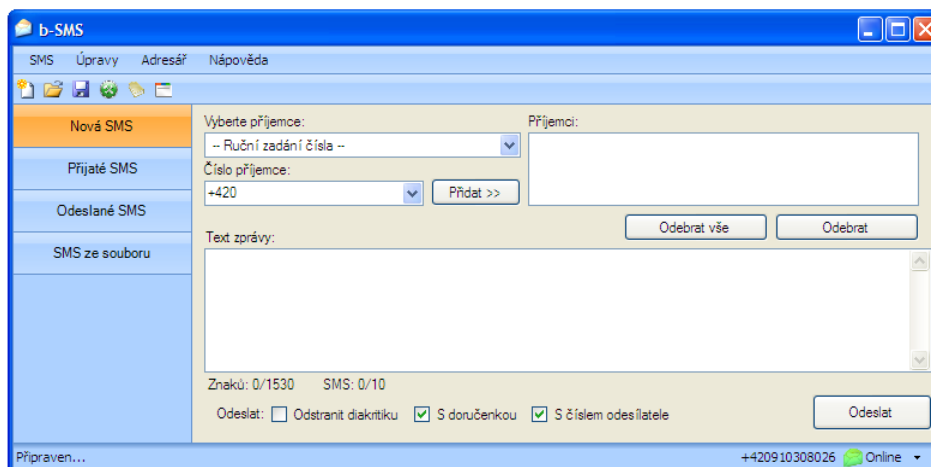 b-SMS
SMS Úpravy Adresář Nápověda
Nová SMS
Přijaté SMS
Odeslané SMS
SMS ze souboru
Vyberte příjemce:
-- Ruční zadání čísla --
Číslo příjemce:
+420
Přidat >>
Příjemci:
Odebrat vše
Odebrat
Text zprávy:
Znaků: 0/1530 SMS: 0/10
Odeslat: Odstranit diakritiku S doručenkou S číslem odesílatele
Odeslat
Připraven...
+420910308026 Online